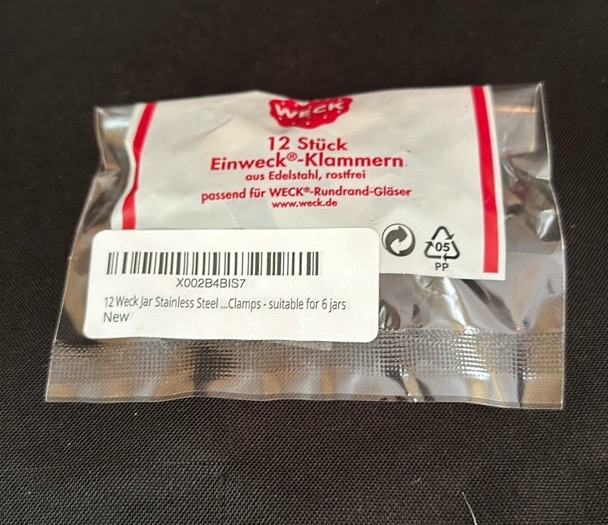 WECK
12 Stück
Einweck®-Klammern
aus Edelstahl, rostfrei
passend für WECK®-Rundrand-Gläser
www.weck.de
05
PP
X002B4BIS7
12 Weck Jar Stainless Steel ...Clamps - suitable for 6 jars
New